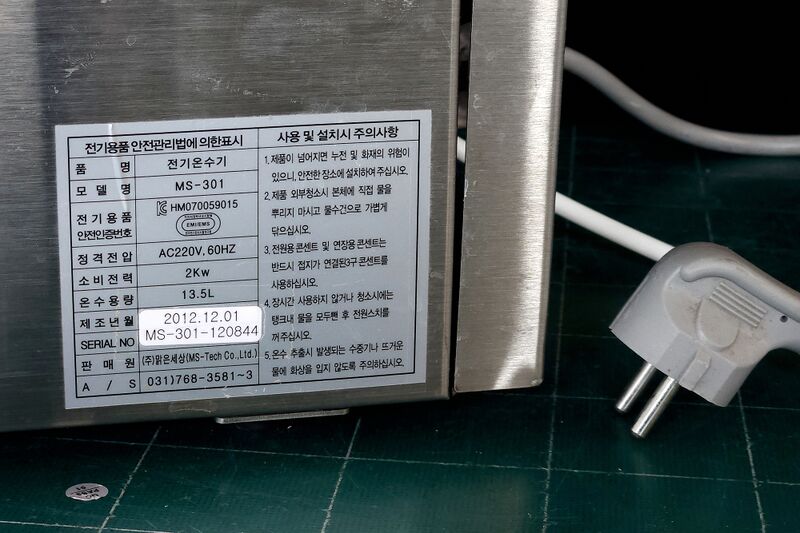 전기용품 안전관리법에 의한표시
품 명 전기온수기
모 델 명 MS-301
전 기 용 품 안전인증번호 HM070059015
EMI/EMS
정 격 전 압 AC220V, 60HZ
소 비 전 력 2Kw
온 수 용 량 13.5L
제 조 년 월 2012.12.01
SERIAL NO MS-301-120844
판 매 원 (주)맑은세상(MS-Tech Co.,Ltd.)
A / S 031)768-3581~3
사용 및 설치시 주의사항
1. 제품이 넘어지면 누전 및 화재의 위험이
있으니, 안전한 장소에 설치하여 주십시오.
2. 제품 외부청소시 본체에 직접 물을
뿌리지 마시고 물수건으로 가볍게
닦으십시오.
3. 전원용 콘센트 및 연장용콘센트는
반드시 접지가 연결된3구 콘센트를
사용하십시오.
4. 장시간 사용하지 않거나 청소시에는
탱크내 물을 모두뺀 후 전원스치를
꺼주십시오.
5. 온수 추출시 발생되는 수증기나 뜨거운
물에 화상을 입지 않도록 주의하십시오.